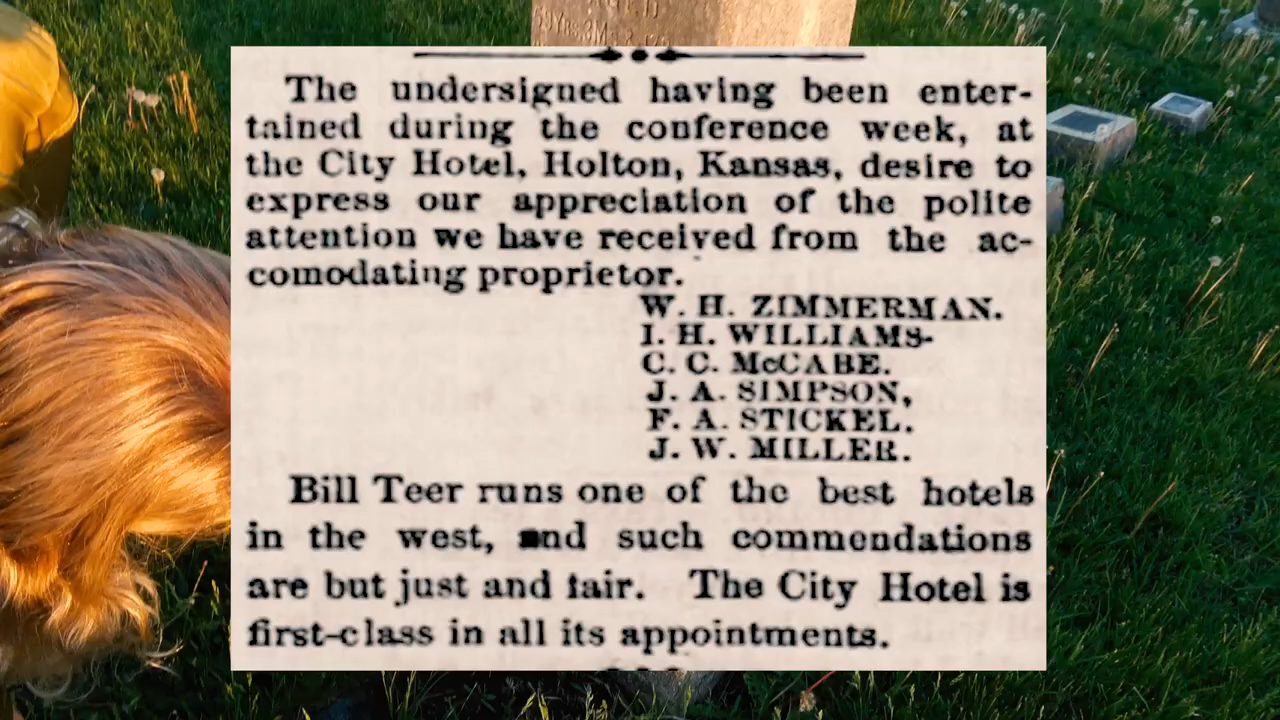 The undersigned having been enter-
tained during the conference week, at
the City Hotel, Holton, Kansas, desire to
express our appreciation of the polite
attention we have received from the ac-
comodating proprietor.
W. H. ZIMMERMAN.
I. H. WILLIAMS-
C. C. McCABE.
J. A. SIMPSON,
F. A. STICKEL.
J. W. MILLER.
Bill Teer runs one of the best hotels
in the west, and such commendations
are but just and fair. The City Hotel is
first-class in all its appointments.